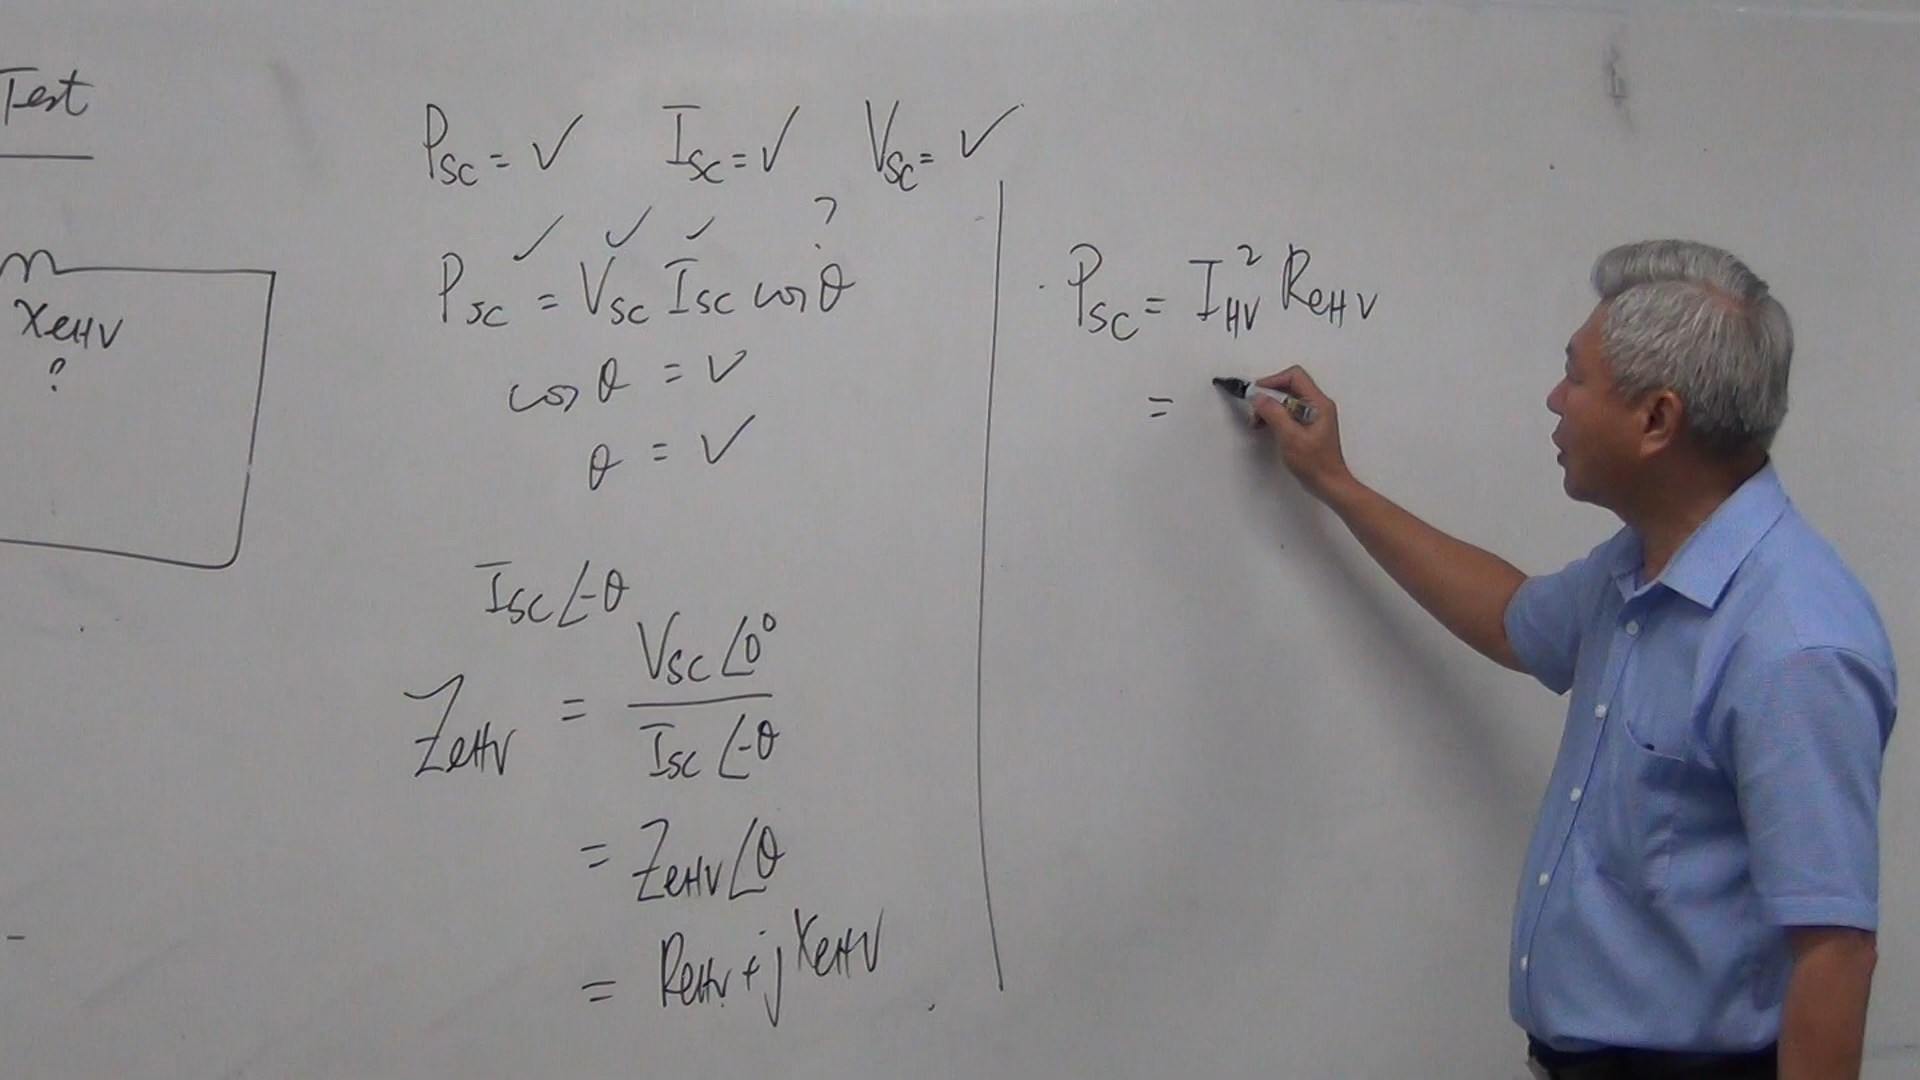 Test
XeHV
?
Psc = ✓ Isc = ✓ Vsc = ✓
✓ ✓ ✓ ?
Psc = Vsc Isc cos θ
cos θ = ✓
θ = ✓
Isc ∠-θ
ZeHV = Vsc ∠0° / Isc ∠-θ
= ZeHV ∠θ
= ReHV + j XeHV
Psc = I²HV ReHV
=